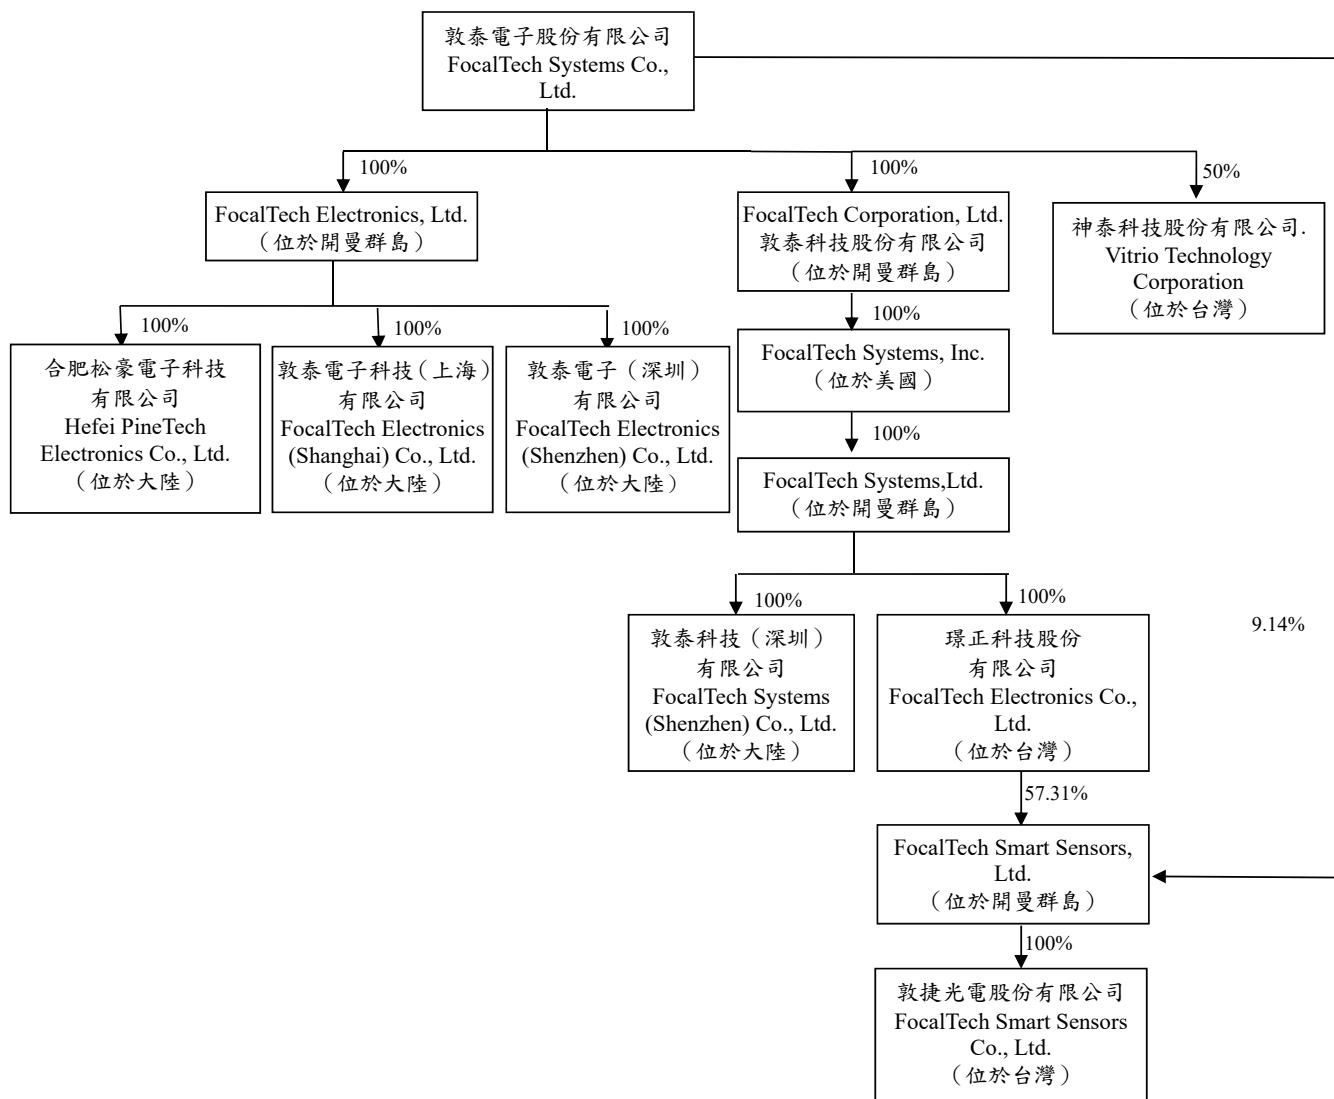 敦泰電子股份有限公司
FocalTech Systems Co.,
Ltd.
100%
100%
50%
FocalTech Electronics, Ltd.
（位於開曼群島）
FocalTech Corporation, Ltd.
敦泰科技股份有限公司
（位於開曼群島）
神泰科技股份有限公司.
Vitrio Technology
Corporation
（位於台灣）
100%
100%
100%
100%
合肥松豪電子科技
有限公司
Hefei PineTech
Electronics Co., Ltd.
（位於大陸）
敦泰電子科技（上海）
有限公司
FocalTech Electronics
(Shanghai) Co., Ltd.
（位於大陸）
敦泰電子（深圳）
有限公司
FocalTech Electronics
(Shenzhen) Co., Ltd.
（位於大陸）
FocalTech Systems, Inc.
（位於美國）
100%
FocalTech Systems,Ltd.
（位於開曼群島）
100%
100%
9.14%
敦泰科技（深圳）
有限公司
FocalTech Systems
(Shenzhen) Co., Ltd.
（位於大陸）
璟正科技股份
有限公司
FocalTech Electronics Co.,
Ltd.
（位於台灣）
57.31%
FocalTech Smart Sensors,
Ltd.
（位於開曼群島）
100%
敦捷光電股份有限公司
FocalTech Smart Sensors
Co., Ltd.
（位於台灣）